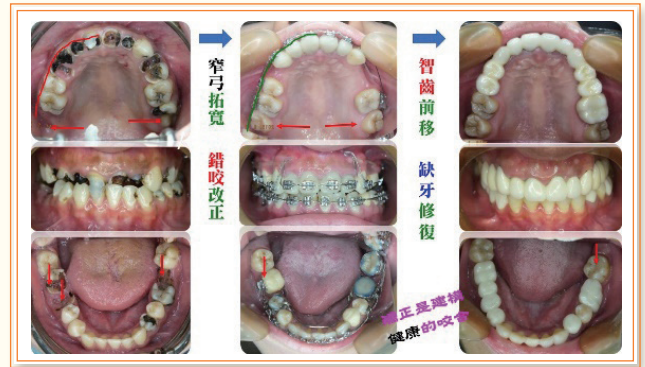 窄弓拓寬
錯咬改正
智齒前移
缺牙修復
矯正是建構
健康的咬合